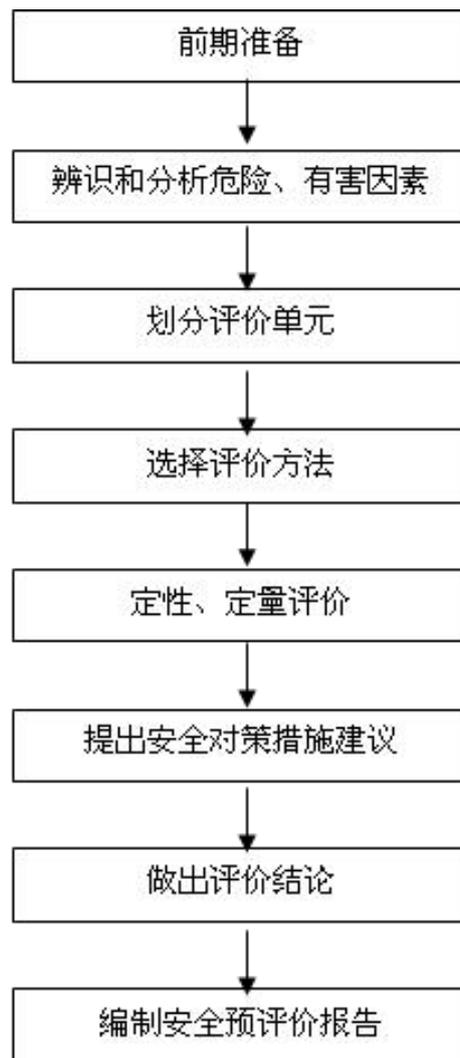 前期准备
辨识和分析危险、有害因素
划分评价单元
选择评价方法
定性、定量评价
提出安全对策措施建议
做出评价结论
编制安全预评价报告